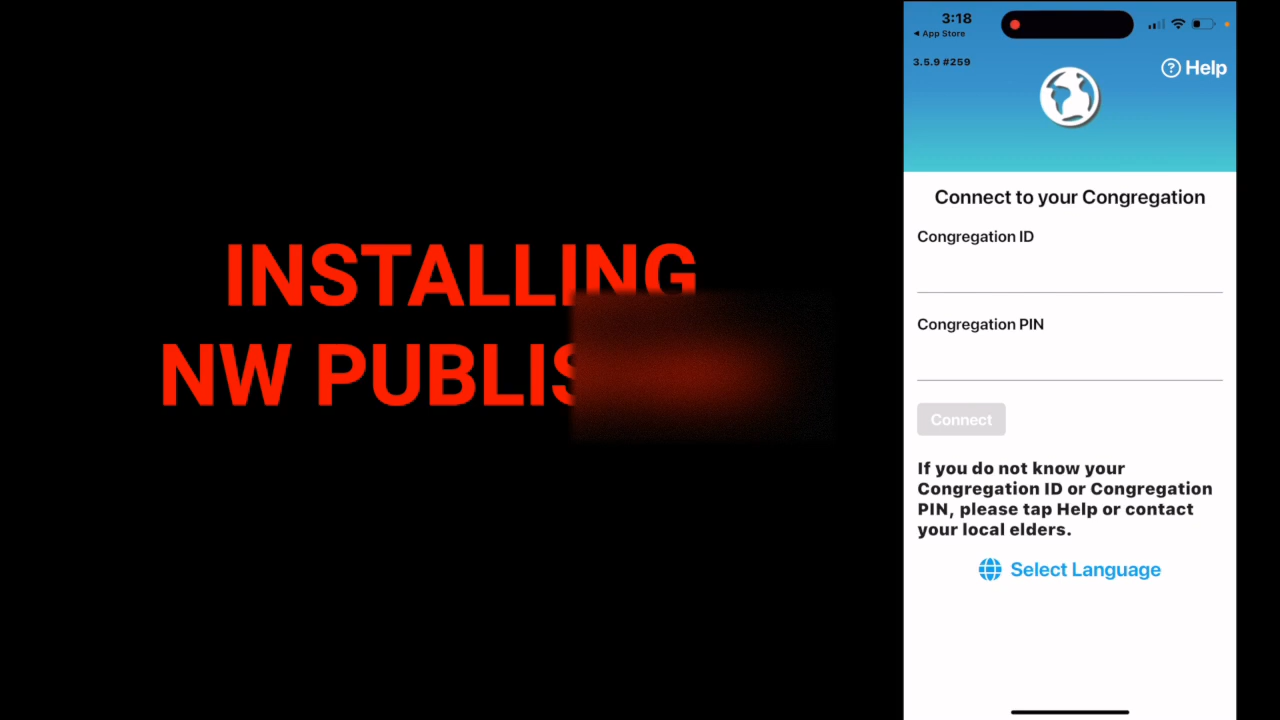 INSTALLING
NW
3:18
App Store
3.5.9 #259
Help
Connect to your Congregation
Congregation ID
Congregation PIN
Connect
If you do not know your
Congregation ID or Congregation
PIN, please tap Help or contact
your local elders.
Select Language